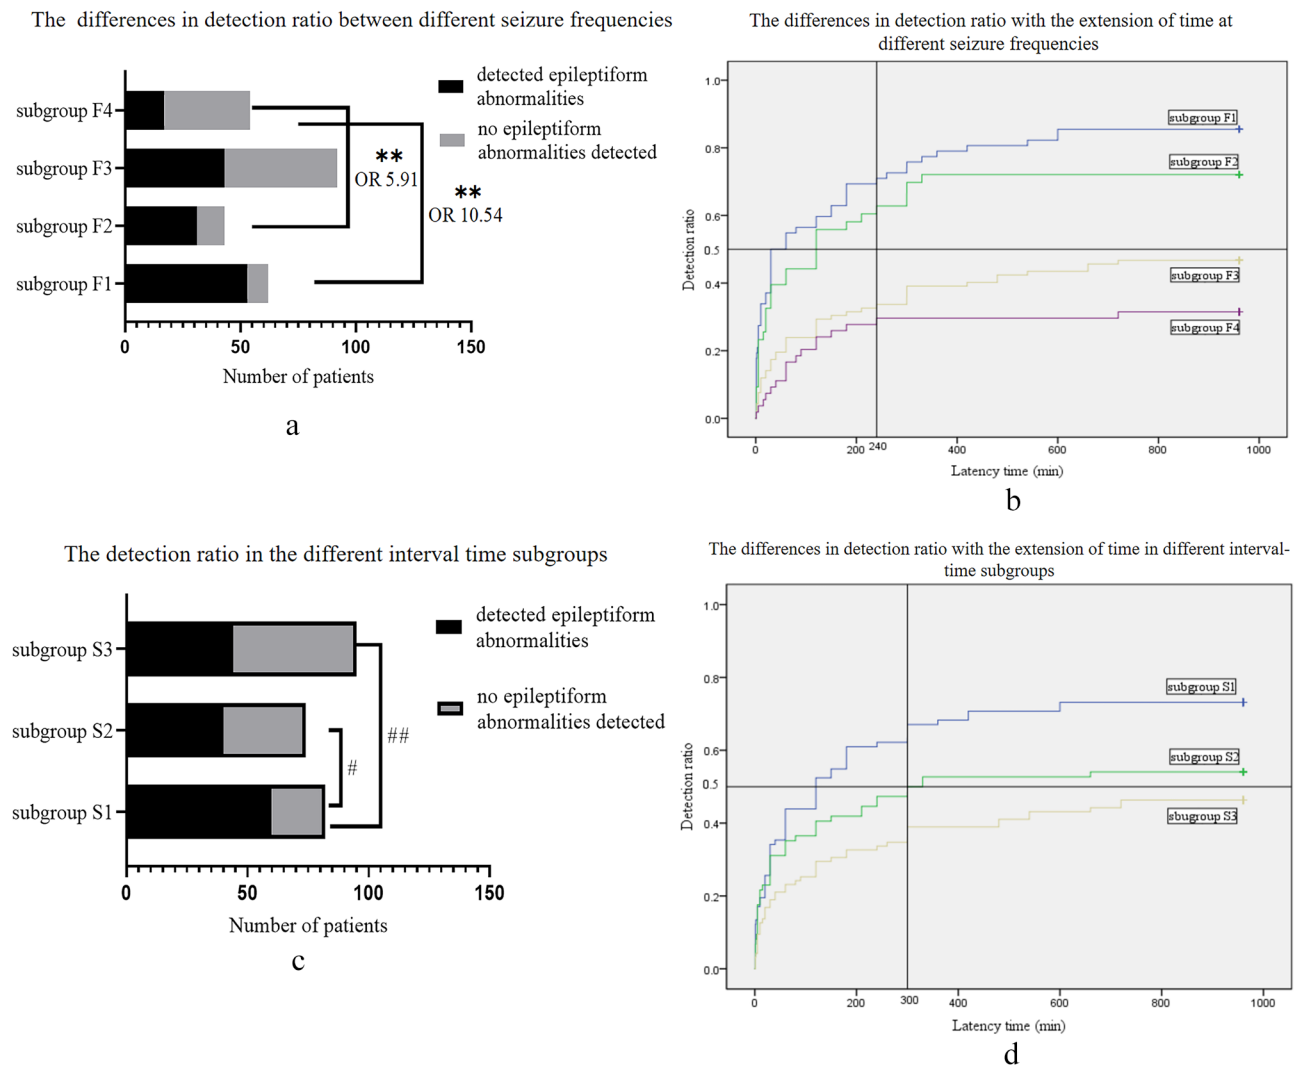 The  differences in detection ratio between different seizure frequencies
detected epileptiform
abnormalities
no epileptiform
abnormalities detected
subgroup F4
subgroup F3
subgroup F2
subgroup F1
**
OR 5.91
**
OR 10.54
0
50
100
150
Number of patients
a
The differences in detection ratio with the extension of time at
different seizure frequencies
1.0
0.8
0.6
0.5
0.4
0.2
0.0
Detection ratio
subgroup F1
subgroup F2
subgroup F3
subgroup F4
0
200
240
400
600
800
1000
Latency time (min)
b
The detection ratio in the different interval time subgroups
detected epileptiform
abnormalities
no epileptiform
abnormalities detected
subgroup S3
subgroup S2
subgroup S1
##
#
0
50
100
150
Number of patients
c
The differences in detection ratio with the extension of time in different interval-
time subgroups
1.0
0.8
0.6
0.5
0.4
0.2
0.0
Detection ratio
subgroup S1
subgroup S2
sbugroup S3
0
200
300
400
600
800
1000
Latency time (min)
d